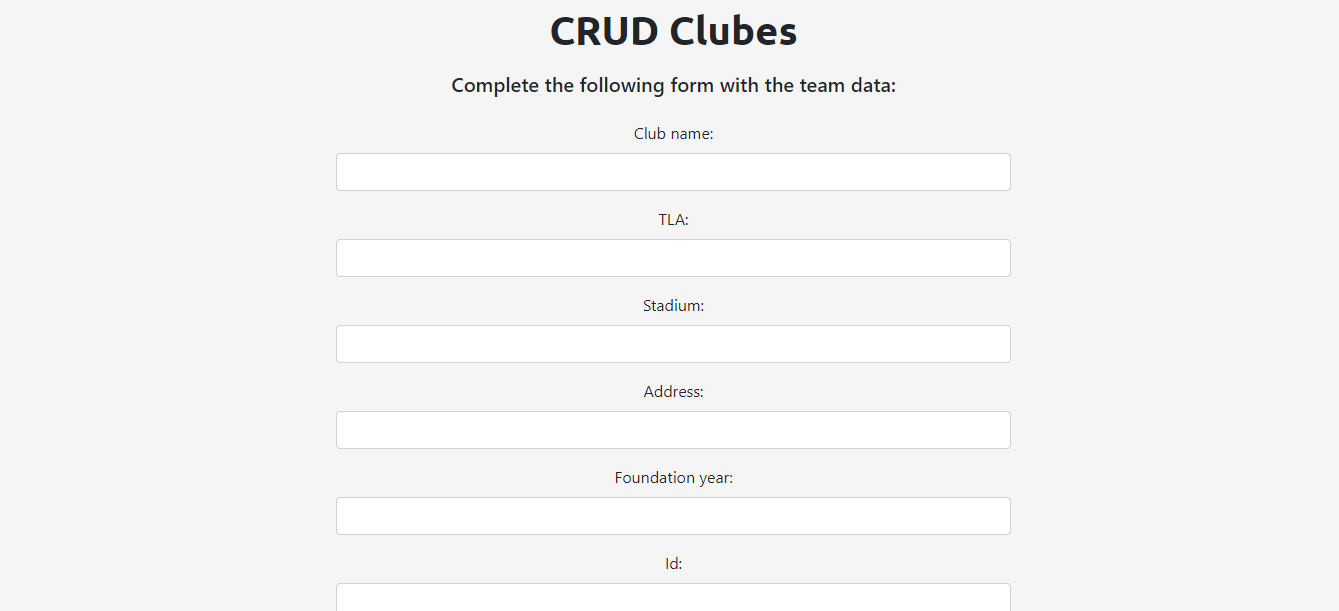 CRUD Clubes
Complete the following form with the team data:
Club name:
TLA:
Stadium:
Address:
Foundation year:
Id: